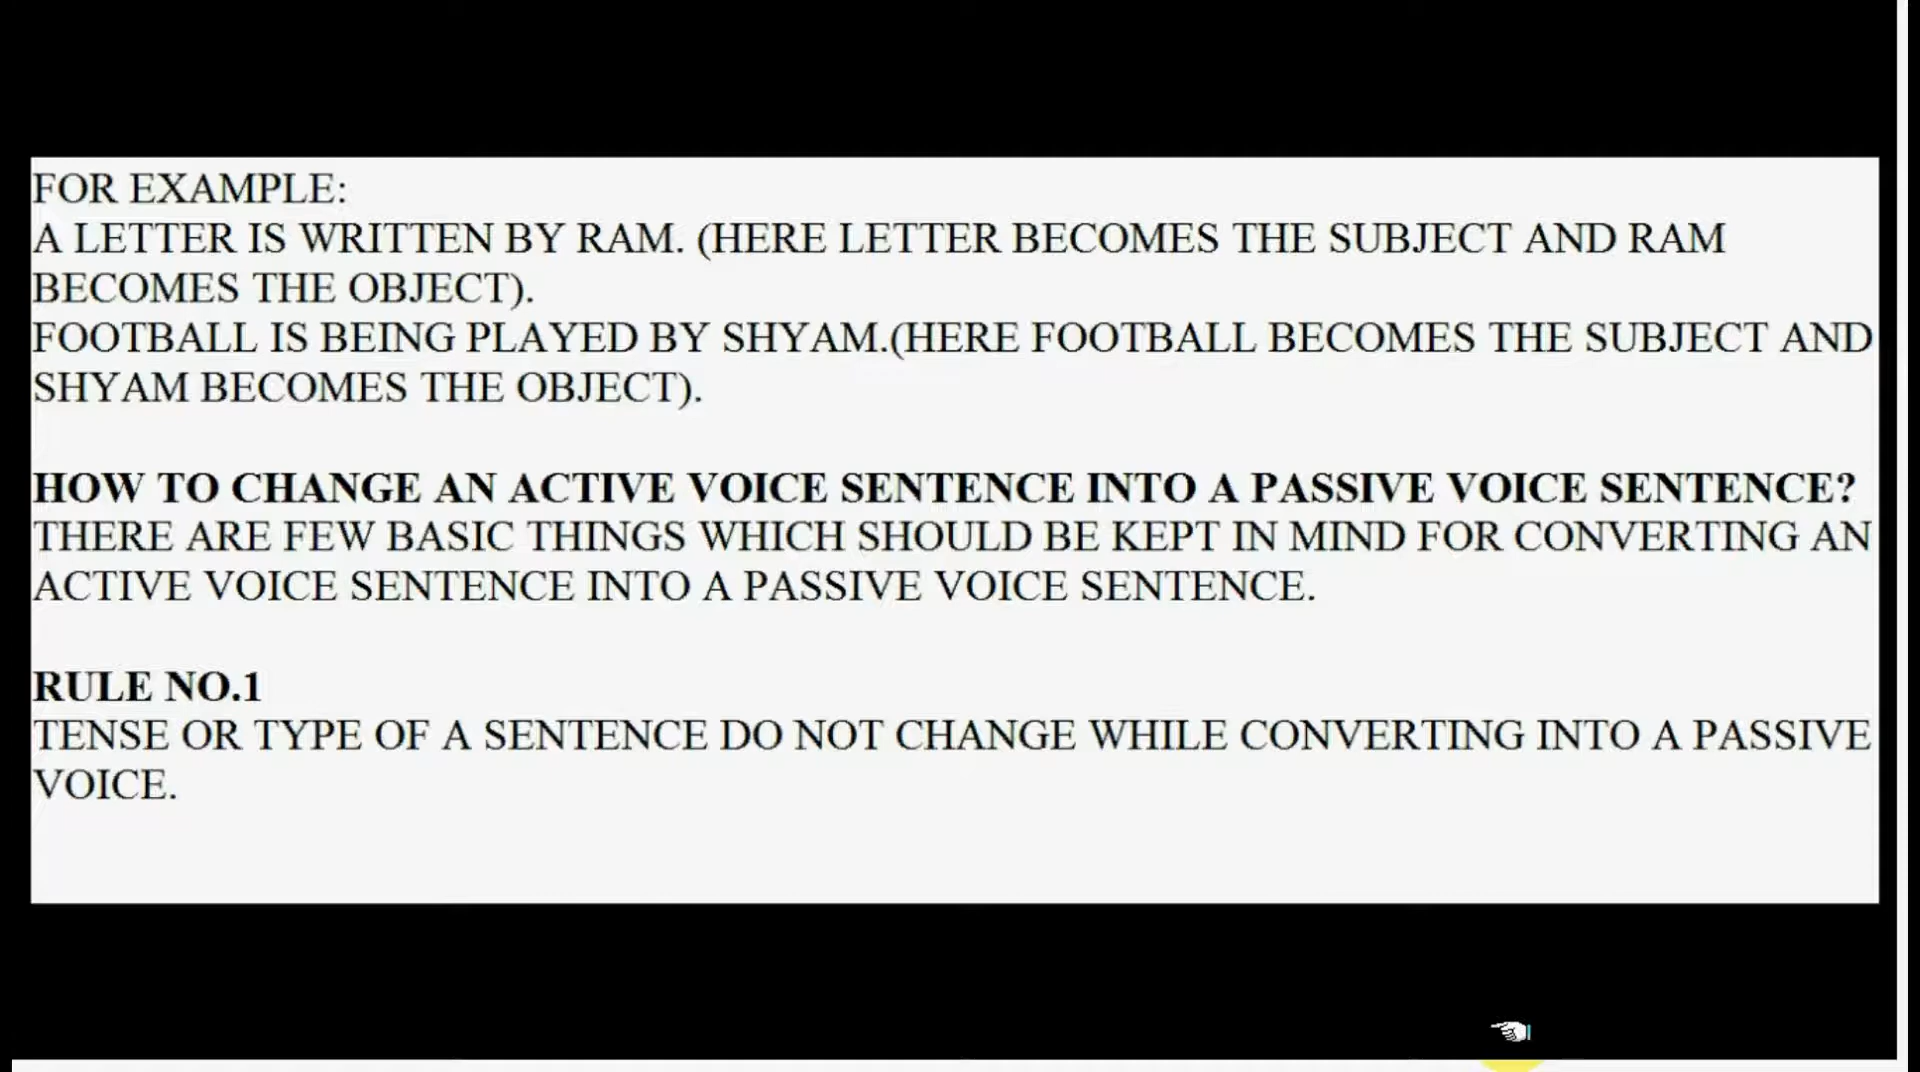 FOR EXAMPLE:
A LETTER IS WRITTEN BY RAM. (HERE LETTER BECOMES THE SUBJECT AND RAM
BECOMES THE OBJECT).
FOOTBALL IS BEING PLAYED BY SHYAM.(HERE FOOTBALL BECOMES THE SUBJECT AND
SHYAM BECOMES THE OBJECT).
HOW TO CHANGE AN ACTIVE VOICE SENTENCE INTO A PASSIVE VOICE SENTENCE?
THERE ARE FEW BASIC THINGS WHICH SHOULD BE KEPT IN MIND FOR CONVERTING AN
ACTIVE VOICE SENTENCE INTO A PASSIVE VOICE SENTENCE.
RULE NO.1
TENSE OR TYPE OF A SENTENCE DO NOT CHANGE WHILE CONVERTING INTO A PASSIVE
VOICE.